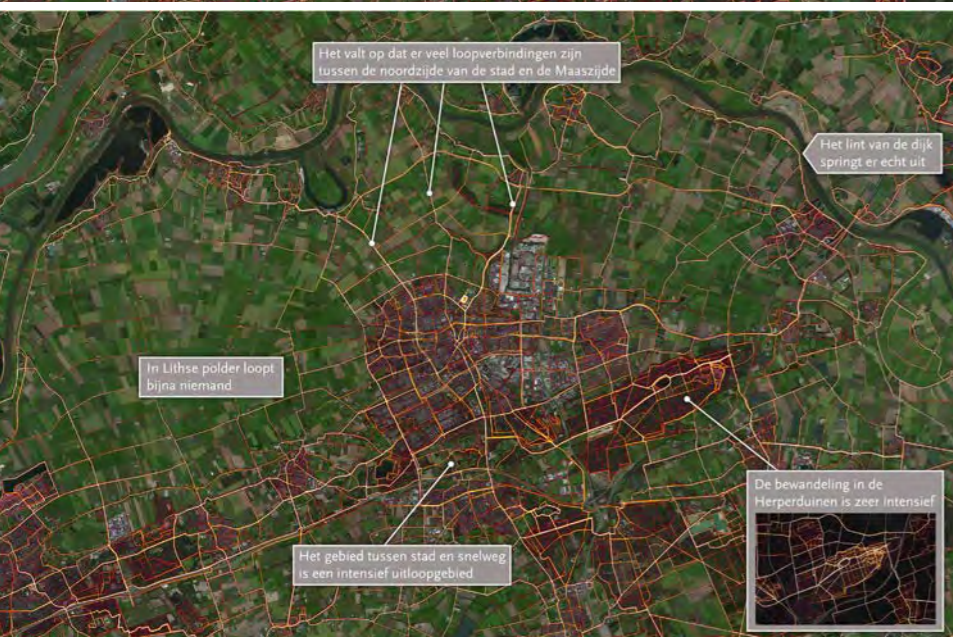 Het valt op dat er veel loopverbindingen zijn
tussen de noordzijde van de stad en de Maaszijde
Het lint van de dijk
springt er echt uit
In Lithse polder loopt
bijna niemand
De bewandeling in de
Herperduinen is zeer intensief
Het gebied tussen stad en snelweg
is een intensief uitloopgebied